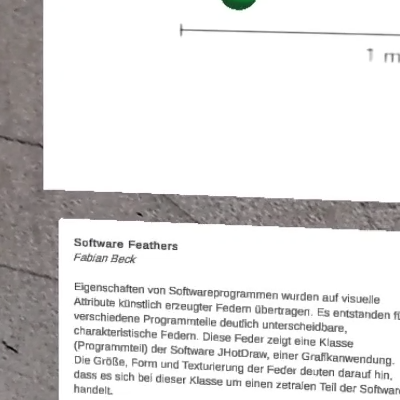 1 m
Software Feathers
Fabian Beck
Eigenschaften von Softwareprogrammen wurden auf visuelle
Attribute künstlich erzeugter Federn übertragen. Es entstanden fü
verschiedene Programmteile deutlich unterscheidbare,
charakteristische Federn. Diese Feder zeigt eine Klasse
(Programmteil) der Software JHotDraw, einer Grafikanwendung.
Die Größe, Form und Texturierung der Feder deuten darauf hin,
dass es sich bei dieser Klasse um einen zetralen Teil der Softwar
handelt.